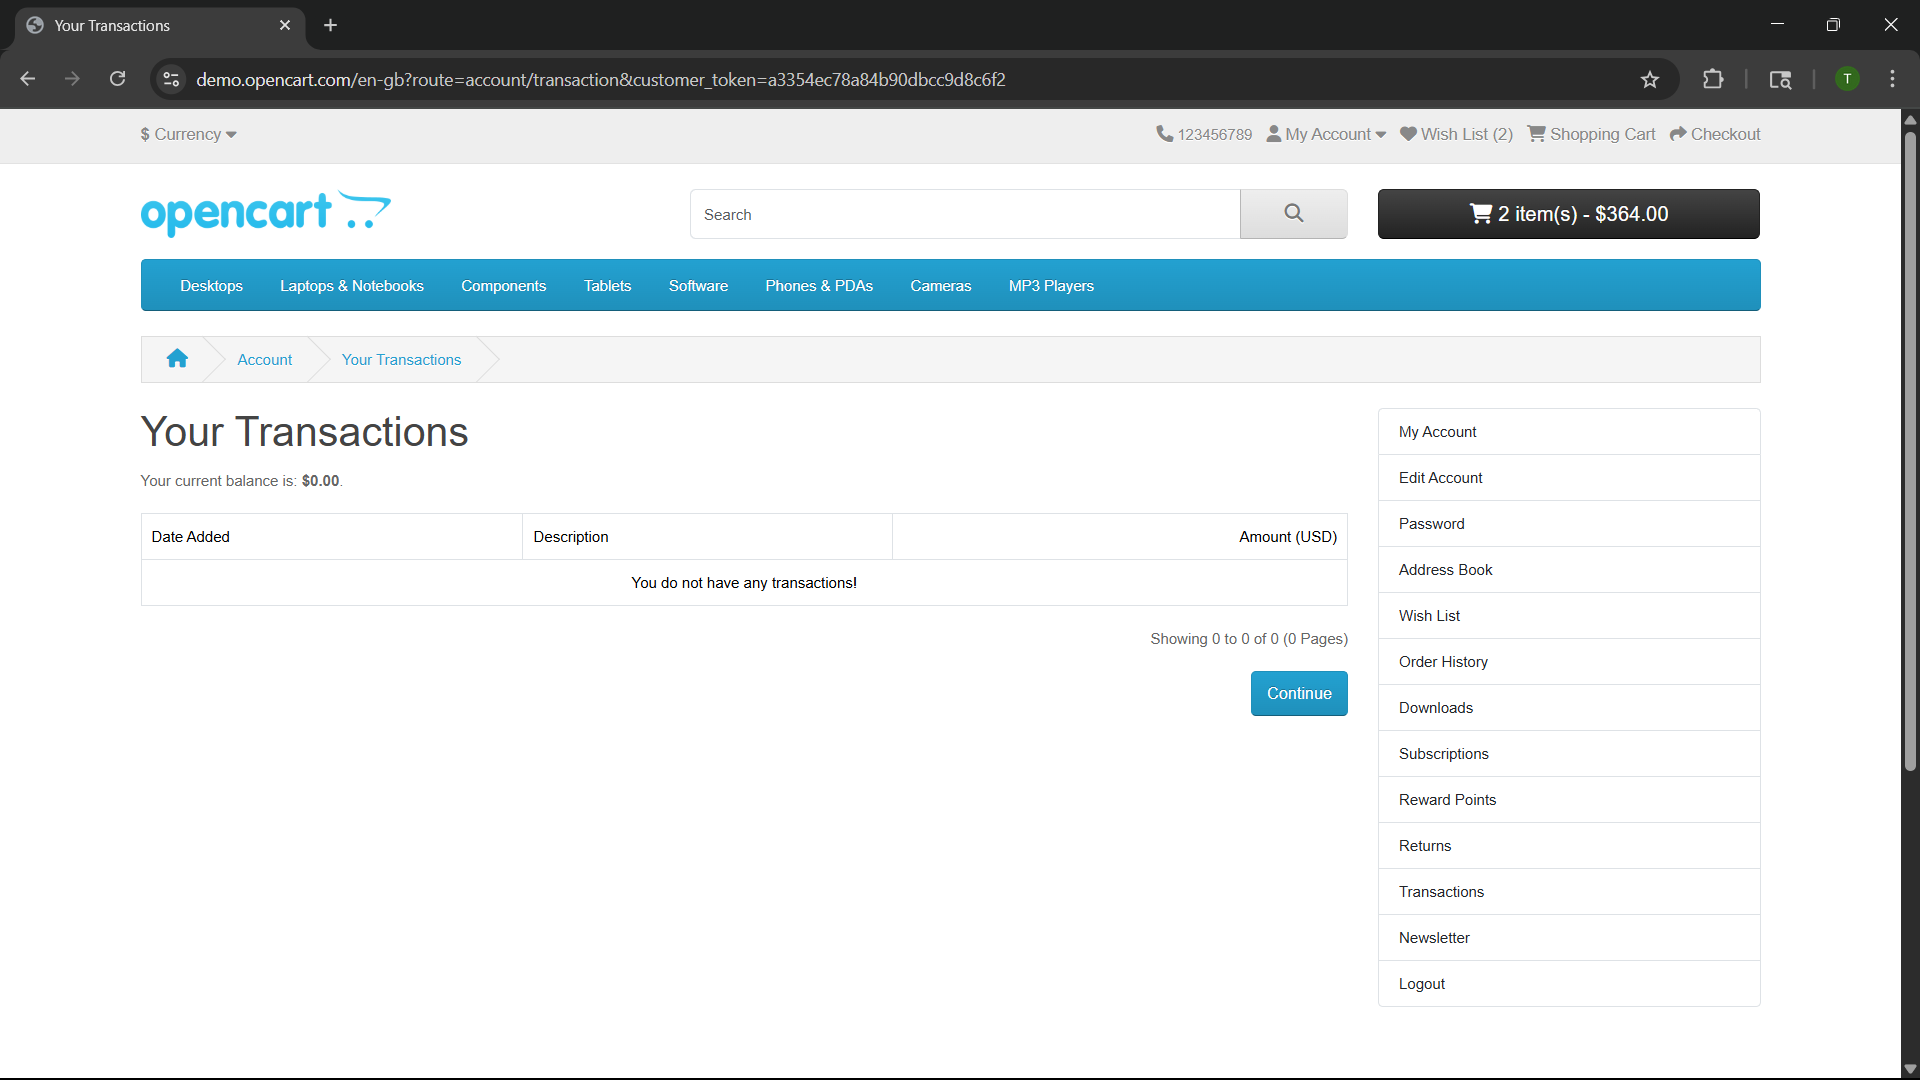 Your Transactions
demo.opencart.com/en-gb?route=account/transaction&customer_token=a3354ec78a84b90dbcc9d8c6f2
T
$ Currency
123456789 My Account Wish List (2) Shopping Cart Checkout
opencart
Search
2 item(s) - $364.00
Desktops Laptops & Notebooks Components Tablets Software Phones & PDAs Cameras MP3 Players
Account Your Transactions
Your Transactions
Your current balance is: $0.00.
Date Added Description Amount (USD)
You do not have any transactions!
Showing 0 to 0 of 0 (0 Pages)
Continue
My Account
Edit Account
Password
Address Book
Wish List
Order History
Downloads
Subscriptions
Reward Points
Returns
Transactions
Newsletter
Logout